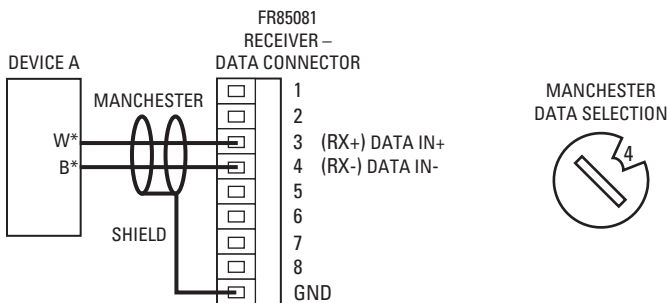 FR85081
RECEIVER –
DATA CONNECTOR
DEVICE A
MANCHESTER
W*
B*
SHIELD
1
2
3 (RX+) DATA IN+
4 (RX-) DATA IN-
5
6
7
8
GND
MANCHESTER
DATA SELECTION
4